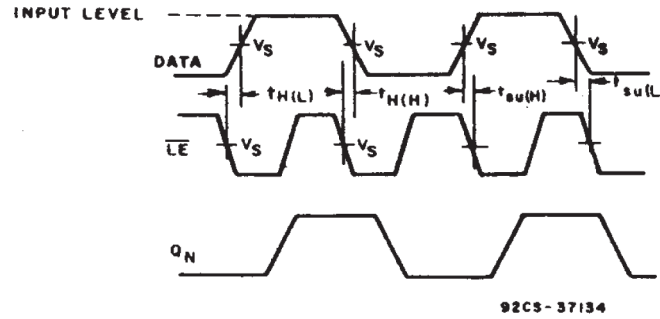 INPUT LEVEL
DATA
VS
VS
VS
VS
tH(L)
tH(H)
tsu(H)
tsu(L
LE
VS
VS
QN
92CS-37134